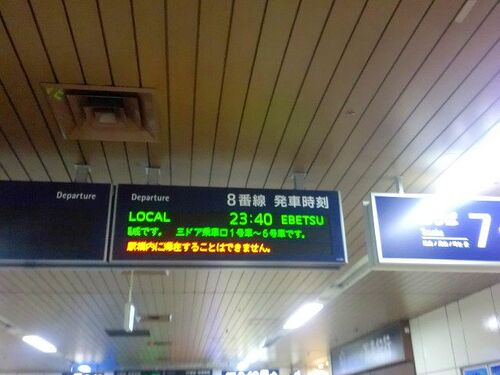 Departure
Departure
8番線 発車時刻
LOCAL 23:40 EBETSU
成です。 三ドア乗車口1号車～6号車です。
駅構内に滞在することはできません。
7